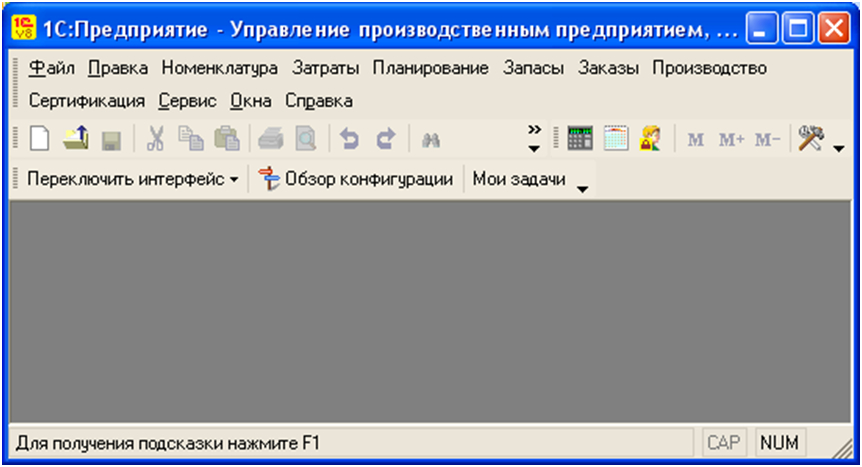 1С:Предприятие - Управление производственным предприятием, ...
Файл Правка Номенклатура Затраты Планирование Запасы Заказы Производство
Сертификация Сервис Окна Справка
M M+ M-
Переключить интерфейс Обзор конфигурации Мои задачи
Для получения подсказки нажмите F1 CAP NUM